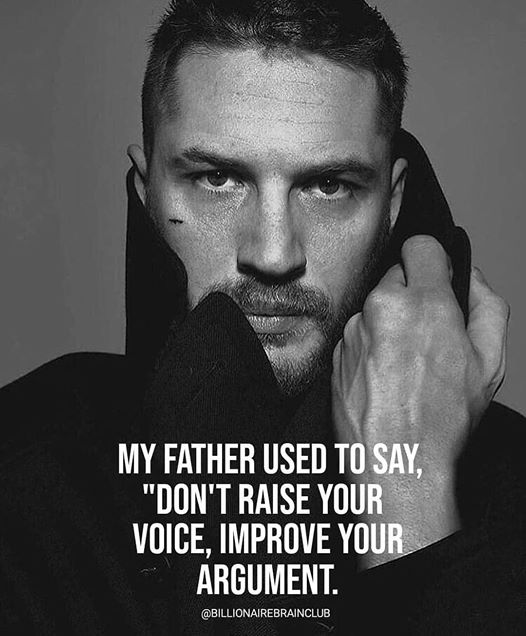 MY FATHER USED TO SAY,
"DON'T RAISE YOUR
VOICE, IMPROVE YOUR
ARGUMENT.
@BILLIONAIREBRAINCLUB